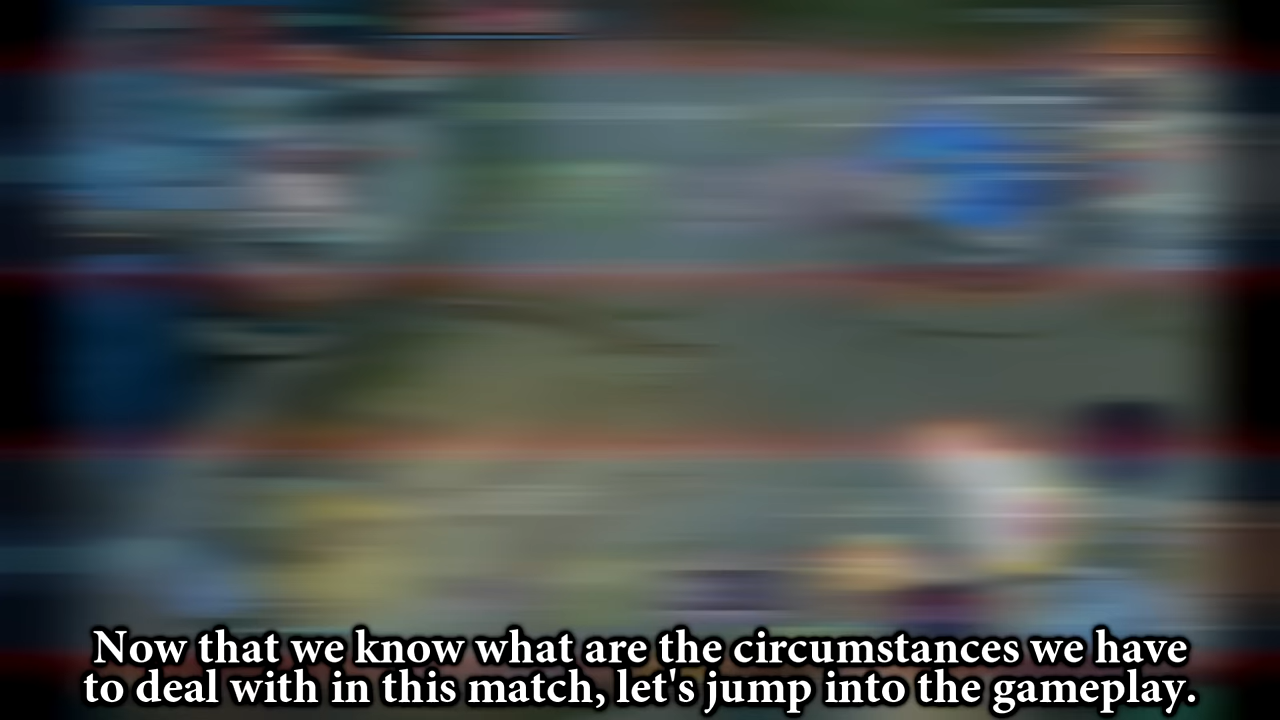 Now that we know what are the circumstances we have
to deal with in this match, let's jump into the gameplay.